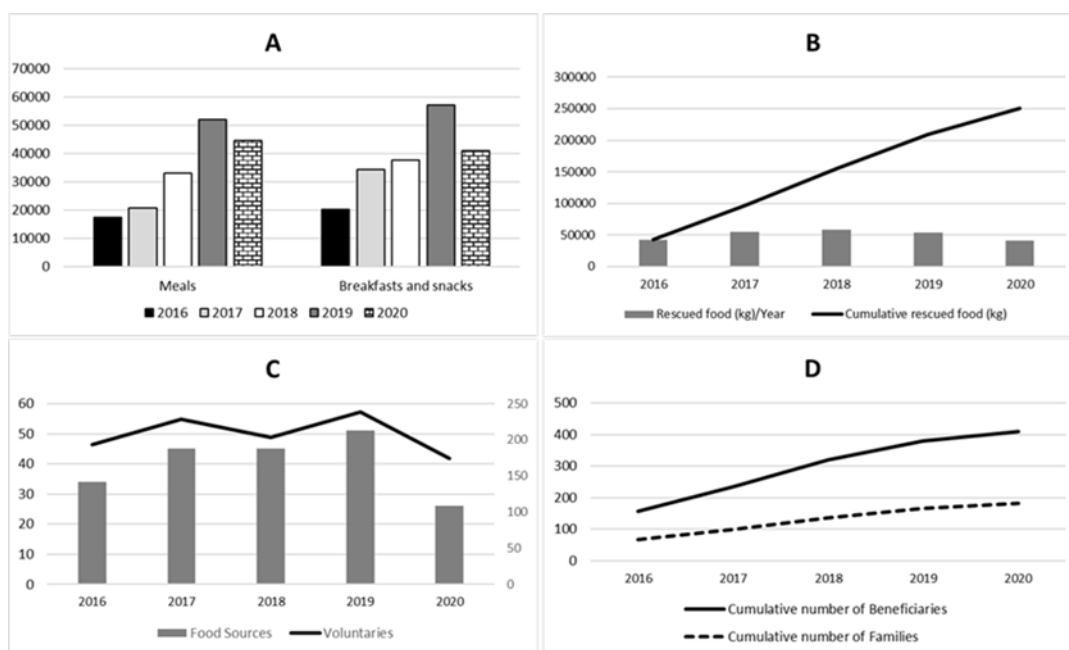 A
70000
60000
50000
40000
30000
20000
10000
0
Meals
Breakfasts and snacks
2016 2017 2018 2019 2020
B
300000
250000
200000
150000
100000
50000
0
2016 2017 2018 2019 2020
Rescued food (kg)/Year Cumulative rescued food (kg)
C
60
50
40
30
20
10
0
250
200
150
100
50
0
2016 2017 2018 2019 2020
Food Sources Voluntaries
D
500
400
300
200
100
0
2016 2017 2018 2019 2020
Cumulative number of Beneficiaries
Cumulative number of Families